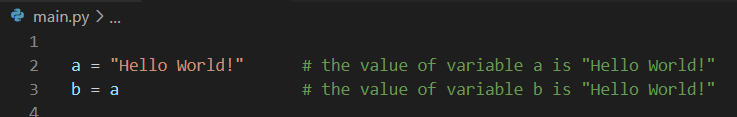 main.py > ...
1
2 a = "Hello World!" # the value of variable a is "Hello World!"
3 b = a # the value of variable b is "Hello World!"
4